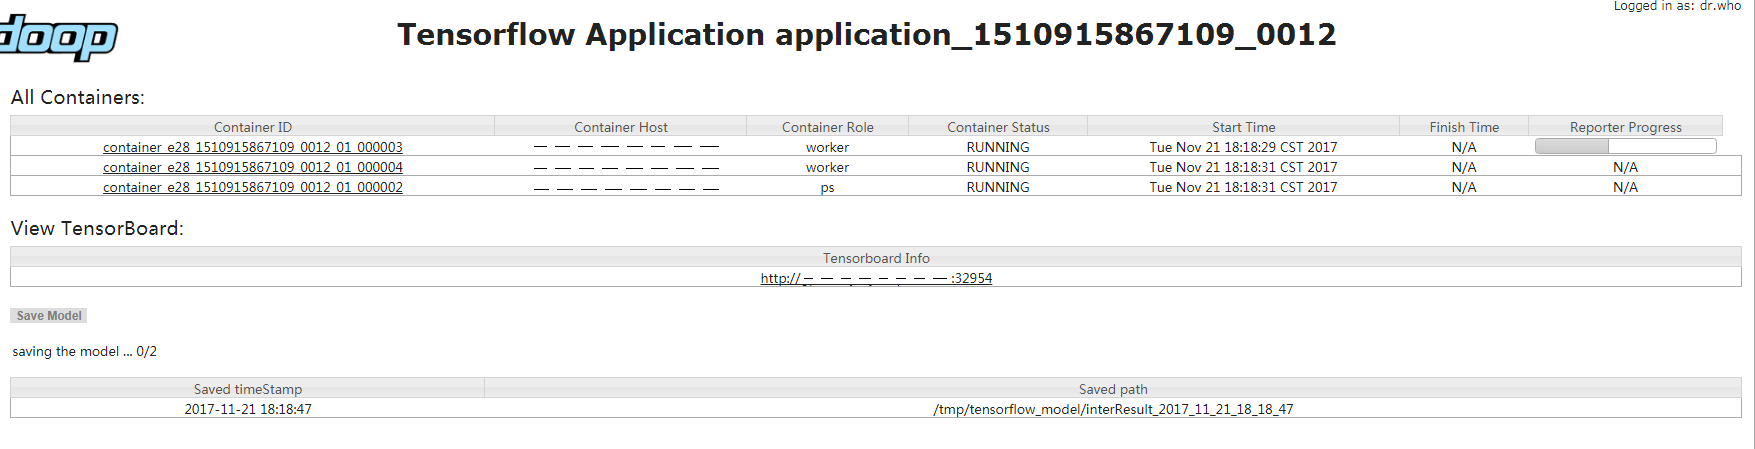 Logged in as: dr.who
doop
Tensorflow Application application_1510915867109_0012
All Containers:
Container ID Container Host Container Role Container Status Start Time Finish Time Reporter Progress
container_e28_1510915867109_0012_01_000003 worker RUNNING Tue Nov 21 18:18:29 CST 2017 N/A
container_e28_1510915867109_0012_01_000004 worker RUNNING Tue Nov 21 18:18:31 CST 2017 N/A N/A
container_e28_1510915867109_0012_01_000002 ps RUNNING Tue Nov 21 18:18:31 CST 2017 N/A N/A
View TensorBoard:
Tensorboard Info
http:// :32954
Save Model
saving the model ... 0/2
Saved timeStamp Saved path
2017-11-21 18:18:47 /tmp/tensorflow_model/interResult_2017_11_21_18_18_47